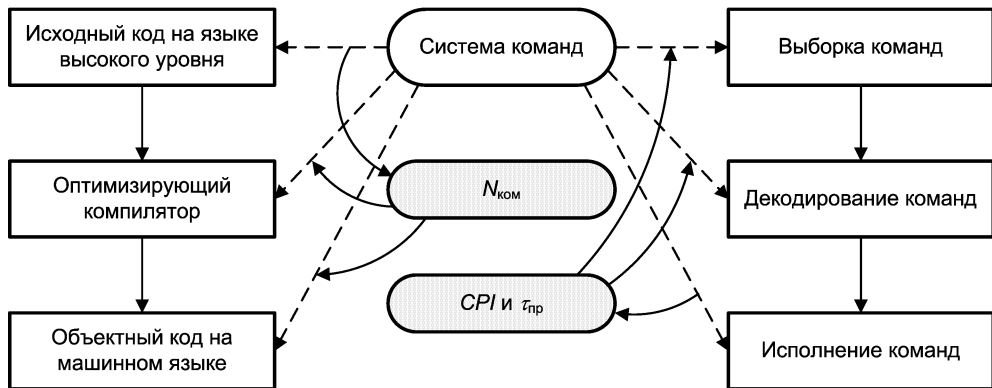 Исходный код на языке
высокого уровня
Система команд
Выборка команд
Оптимизирующий
компилятор
Nком
Декодирование команд
CPI и τпр
Объектный код на
машинном языке
Исполнение команд